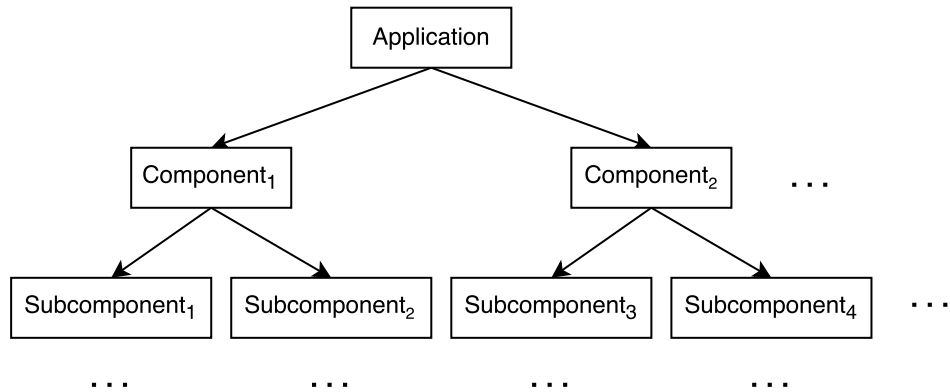 Application
Component₁
Component₂
...
Subcomponent₁
Subcomponent₂
Subcomponent₃
Subcomponent₄
...
...
...
...
...